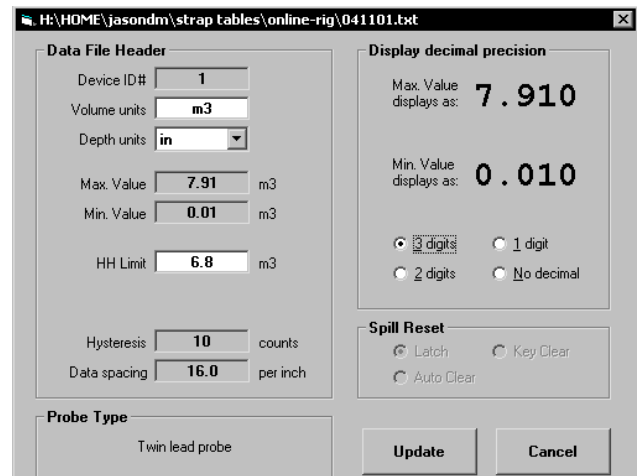 H:\HOME\jasondm\strap tables\online-rig\041101.txt
Data File Header
Device ID# 1
Volume units m3
Depth units in
Max. Value 7.91 m3
Min. Value 0.01 m3
HH Limit 6.8 m3
Hysteresis 10 counts
Data spacing 16.0 per inch
Probe Type
Twin lead probe
Display decimal precision
Max. Value
displays as: 7.910
Min. Value
displays as: 0.010
3 digits 1 digit
2 digits No decimal
Spill Reset
Latch Key Clear
Auto Clear
Update Cancel